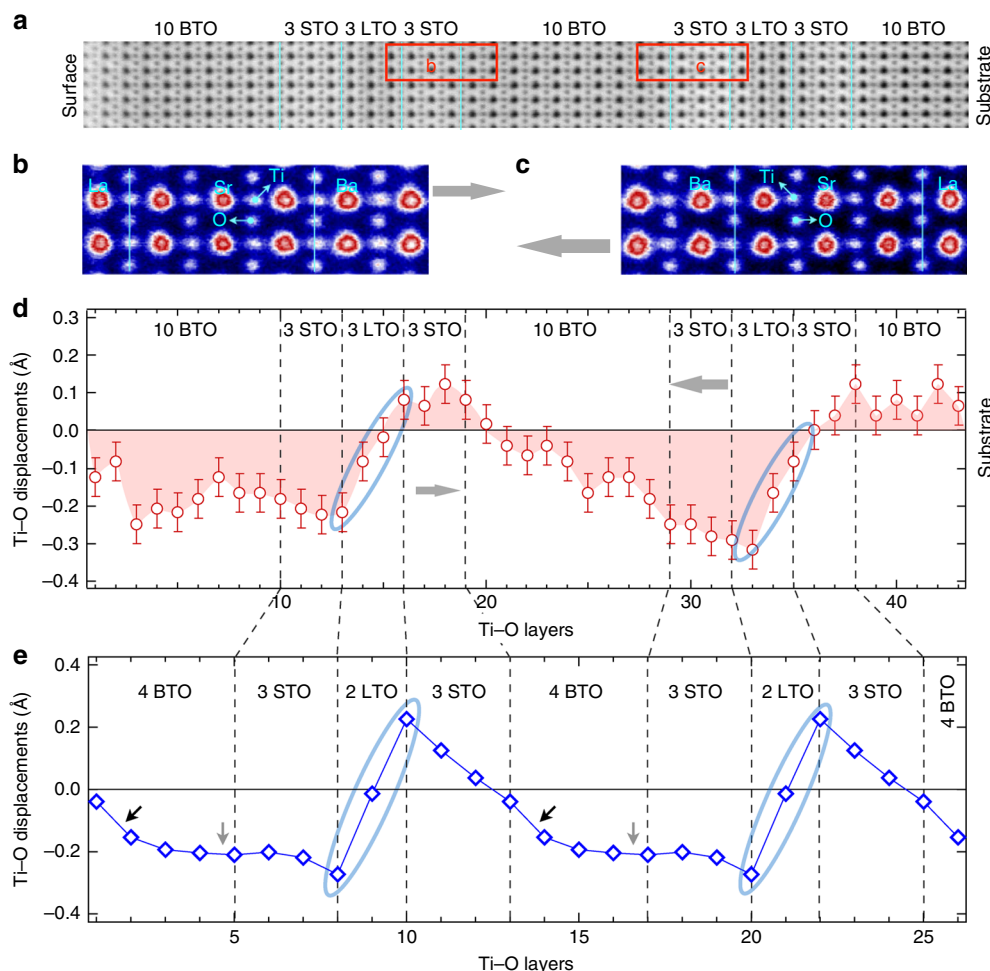 a
10 BTO 3 STO 3 LTO 3 STO 10 BTO 3 STO 3 LTO 3 STO 10 BTO
Surface
b
c
Substrate
b
La Sr Ti Ba
O
c
Ba Ti Sr La
O
d
Ti–O displacements (Å)
0.3
0.1
0.0
−0.1
−0.2
−0.3
−0.4
10 BTO 3 STO 3 LTO 3 STO 10 BTO 3 STO 3 LTO 3 STO 10 BTO
Substrate
10 20 30 40
Ti–O layers
e
Ti–O displacements (Å)
0.4
0.2
0.0
−0.2
−0.4
4 BTO 3 STO 2 LTO 3 STO 4 BTO 3 STO 2 LTO 3 STO 4 BTO
5 10 15 20 25
Ti–O layers